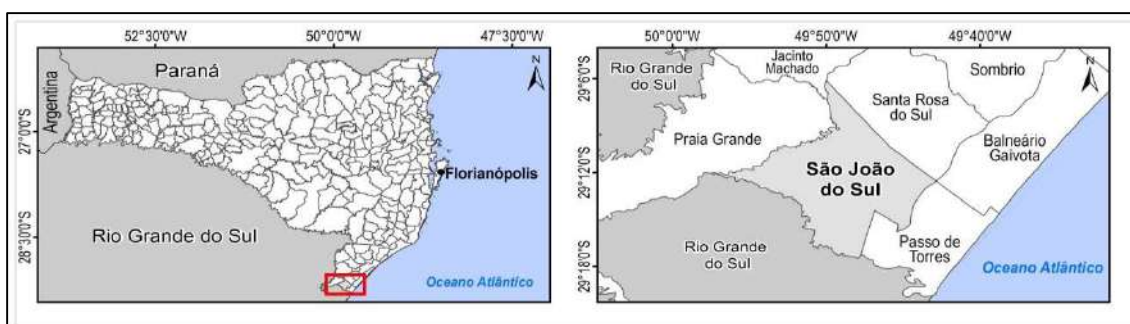 52°30'0"W
50°0'0"W
47°30'0"W
Paraná
N
Argentina
27°0'0"S
Florianópolis
28°30'0"S
Rio Grande do Sul
Oceano Atlântico
50°0'0"W
49°50'0"W
49°40'0"W
29°6'0"S
Rio Grande
do Sul
Jacinto
Machado
Sombrio
N
Santa Rosa
do Sul
Praia Grande
Balneário
Gaivota
29°12'0"S
São João
do Sul
Rio Grande
do Sul
Passo de
Torres
29°18'0"S
Oceano Atlântico